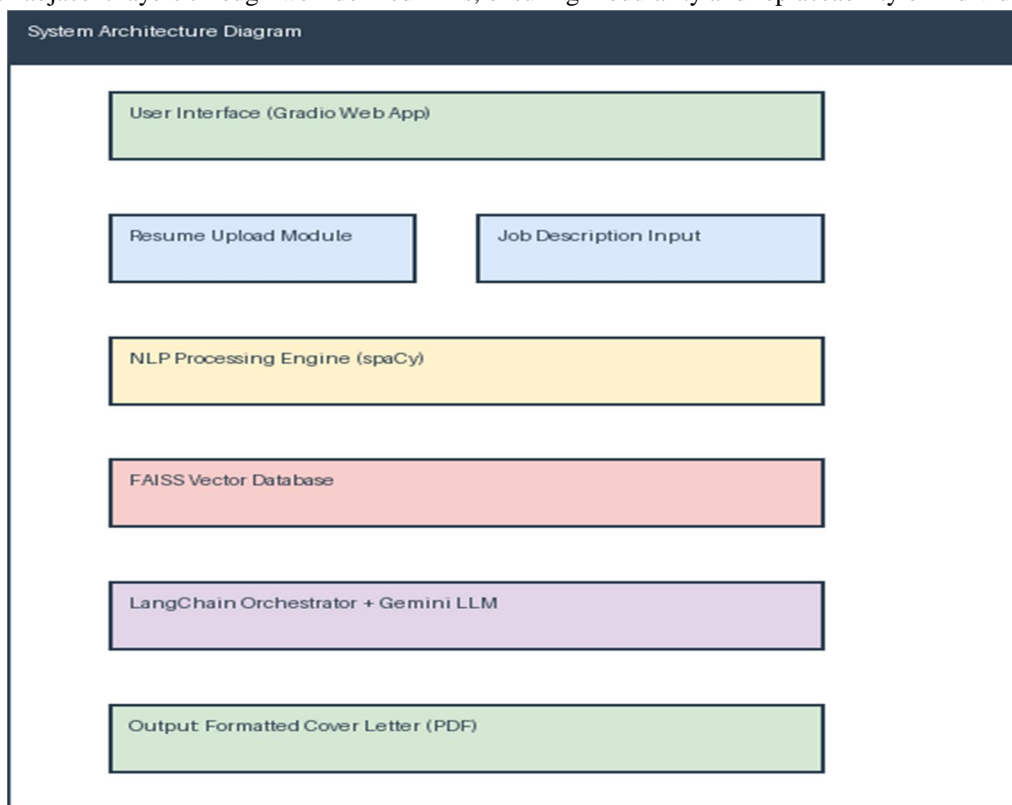 System Architecture Diagram
User Interface (Gradio Web App)
Resume Upload Module
Job Description Input
NLP Processing Engine (spaCy)
FAISS Vector Database
LangChain Orchestrator + Gemini LLM
Output: Formatted Cover Letter (PDF)